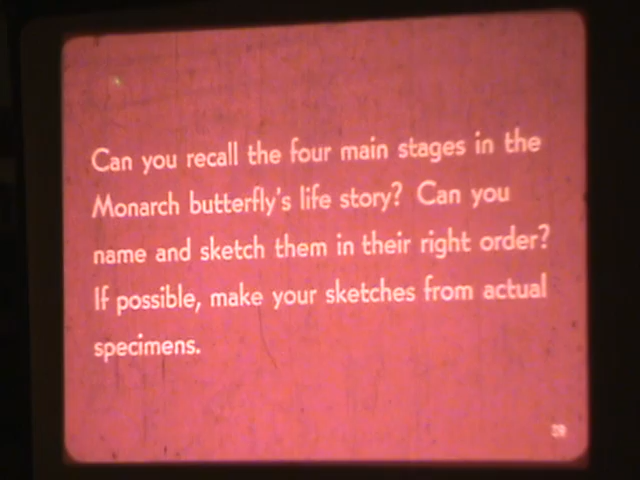 Can you recall the four main stages in the
Monarch butterfly's life story? Can you
name and sketch them in their right order?
If possible, make your sketches from actual
specimens.